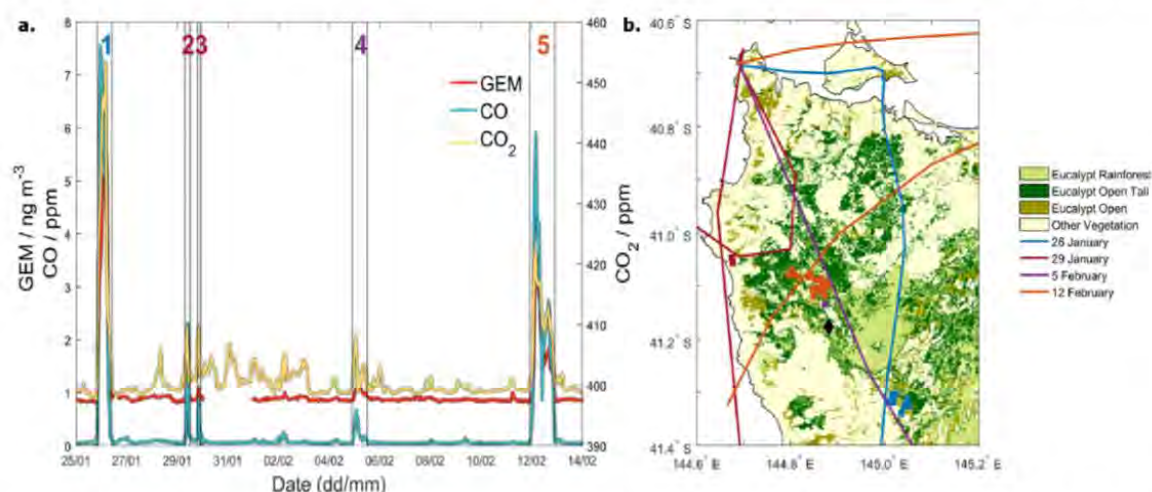 a.
8
7
6
5
4
3
2
1
0
GEM / ng m-3
CO / ppm
1
2 3
4
5
GEM
CO
CO2
460
450
440
430
420
410
400
390
CO2 / ppm
25/01 27/01 29/01 31/01 02/02 04/02 06/02 08/02 10/02 12/02 14/02
Date (dd/mm)
b.
40.6° S
40.8° S
41.0° S
41.2° S
41.4° S
144.6° E 144.8° E 145.0° E 145.2° E
Eucalypt Rainforest
Eucalypt Open Tall
Eucalypt Open
Other Vegetation
26 January
29 January
5 February
12 February